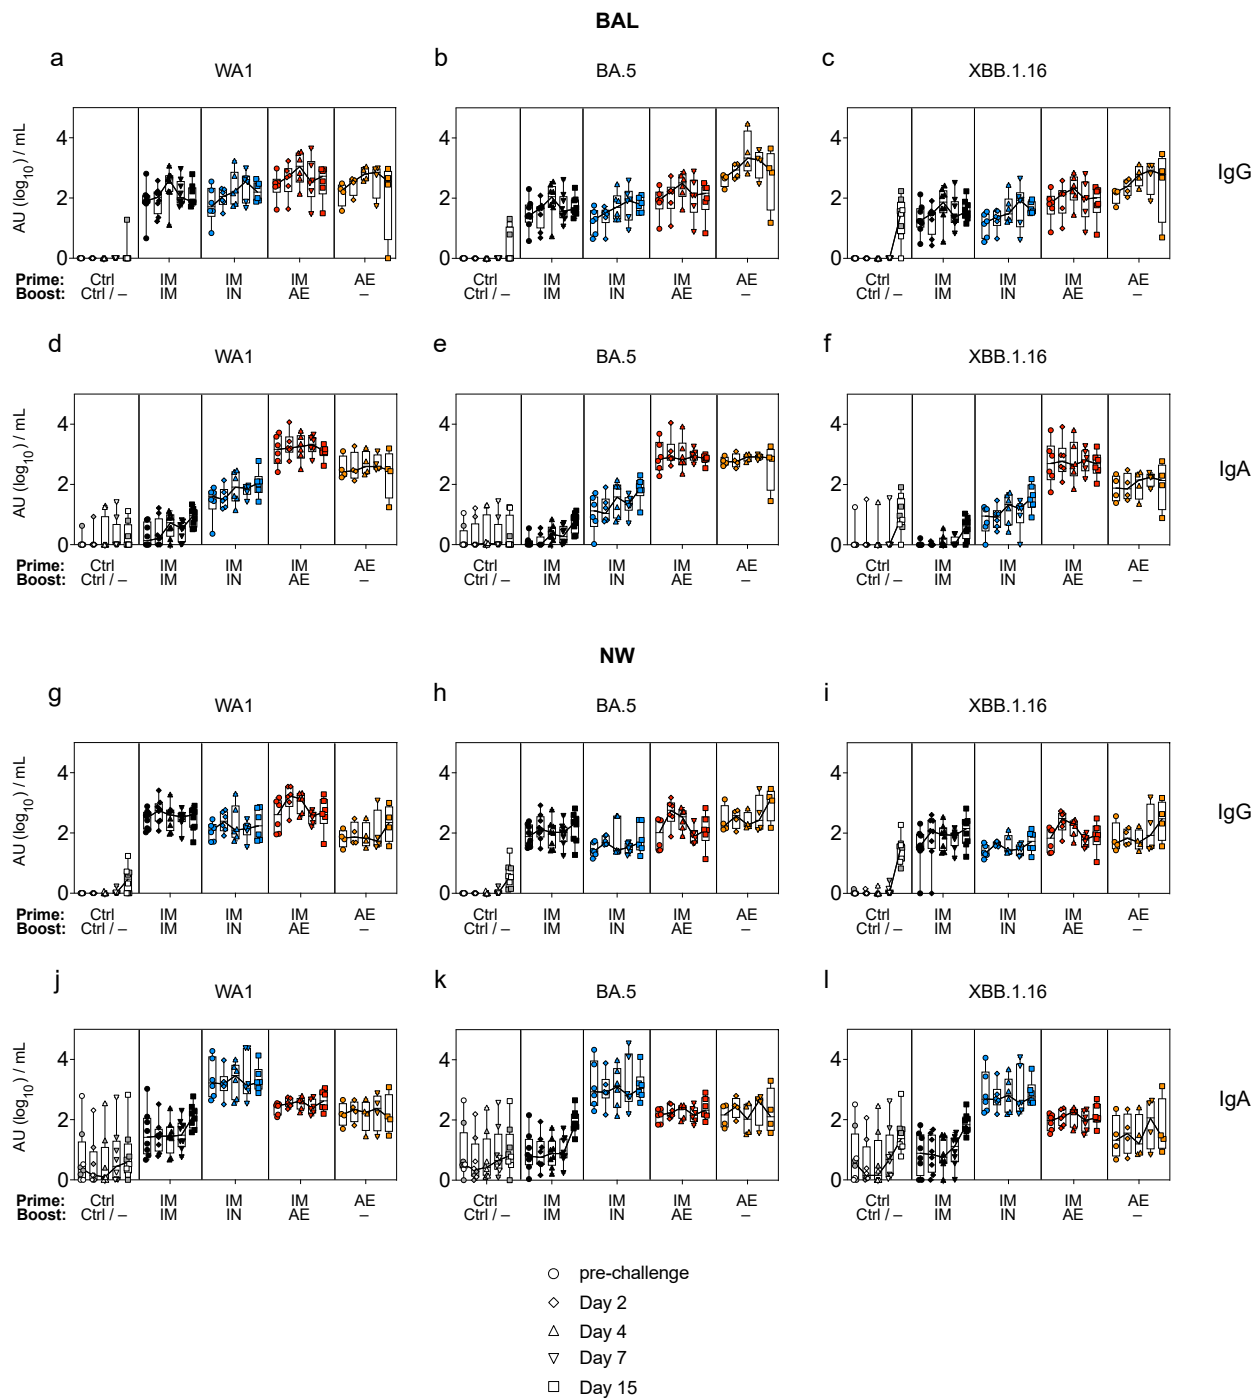 BAL
a b c
WA1 BA.5 XBB.1.16
AU (log10) / mL
4 4 4
2 2 2
0 0 0
IgG
Prime: Ctrl IM IM IM AE Ctrl IM IM IM AE Ctrl IM IM IM AE
Boost: Ctrl / – IM IN AE – Ctrl / – IM IN AE – Ctrl / – IM IN AE –
d e f
WA1 BA.5 XBB.1.16
AU (log10) / mL
4 4 4
2 2 2
0 0 0
IgA
Prime: Ctrl IM IM IM AE Ctrl IM IM IM AE Ctrl IM IM IM AE
Boost: Ctrl / – IM IN AE – Ctrl / – IM IN AE – Ctrl / – IM IN AE –
NW
g h i
WA1 BA.5 XBB.1.16
AU (log10) / mL
4 4 4
2 2 2
0 0 0
IgG
Prime: Ctrl IM IM IM AE Ctrl IM IM IM AE Ctrl IM IM IM AE
Boost: Ctrl / – IM IN AE – Ctrl / – IM IN AE – Ctrl / – IM IN AE –
j k l
WA1 BA.5 XBB.1.16
AU (log10) / mL
4 4 4
2 2 2
0 0 0
IgA
Prime: Ctrl IM IM IM AE Ctrl IM IM IM AE Ctrl IM IM IM AE
Boost: Ctrl / – IM IN AE – Ctrl / – IM IN AE – Ctrl / – IM IN AE –
pre-challenge
Day 2
Day 4
Day 7
Day 15